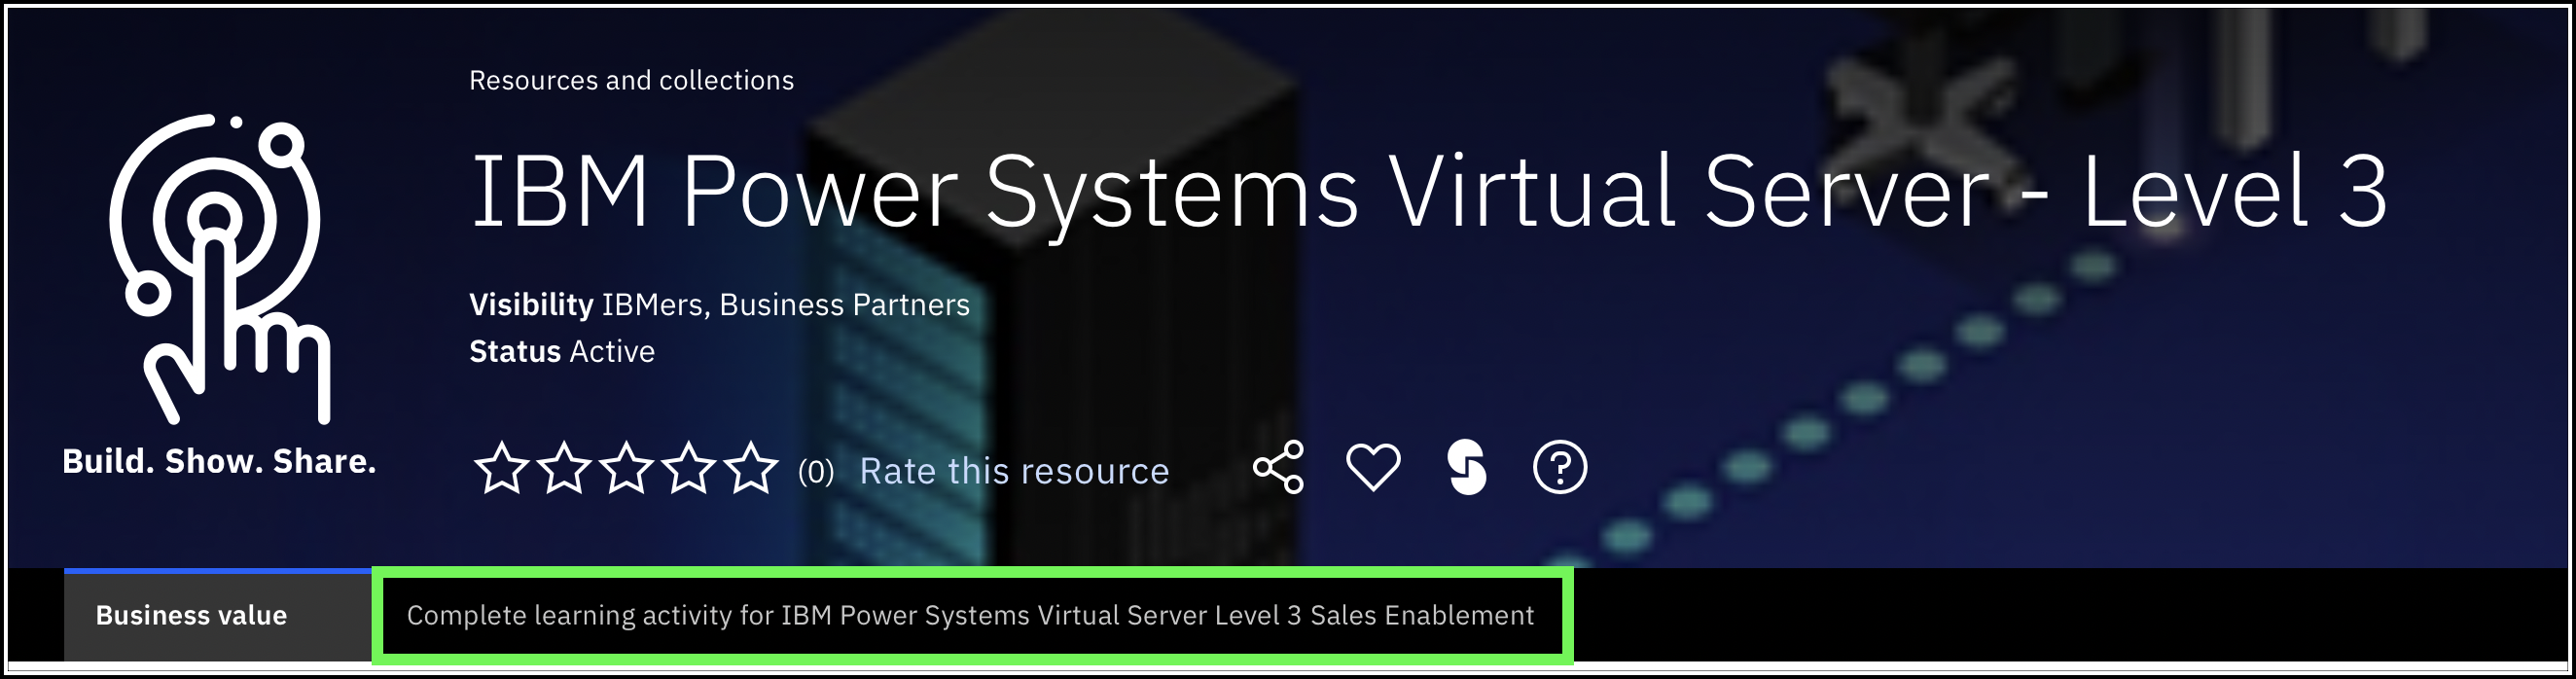 Resources and collections
IBM Power Systems Virtual Server - Level 3
Visibility IBMers, Business Partners
Status Active
Build. Show. Share.
(0) Rate this resource
Business value
Complete learning activity for IBM Power Systems Virtual Server Level 3 Sales Enablement